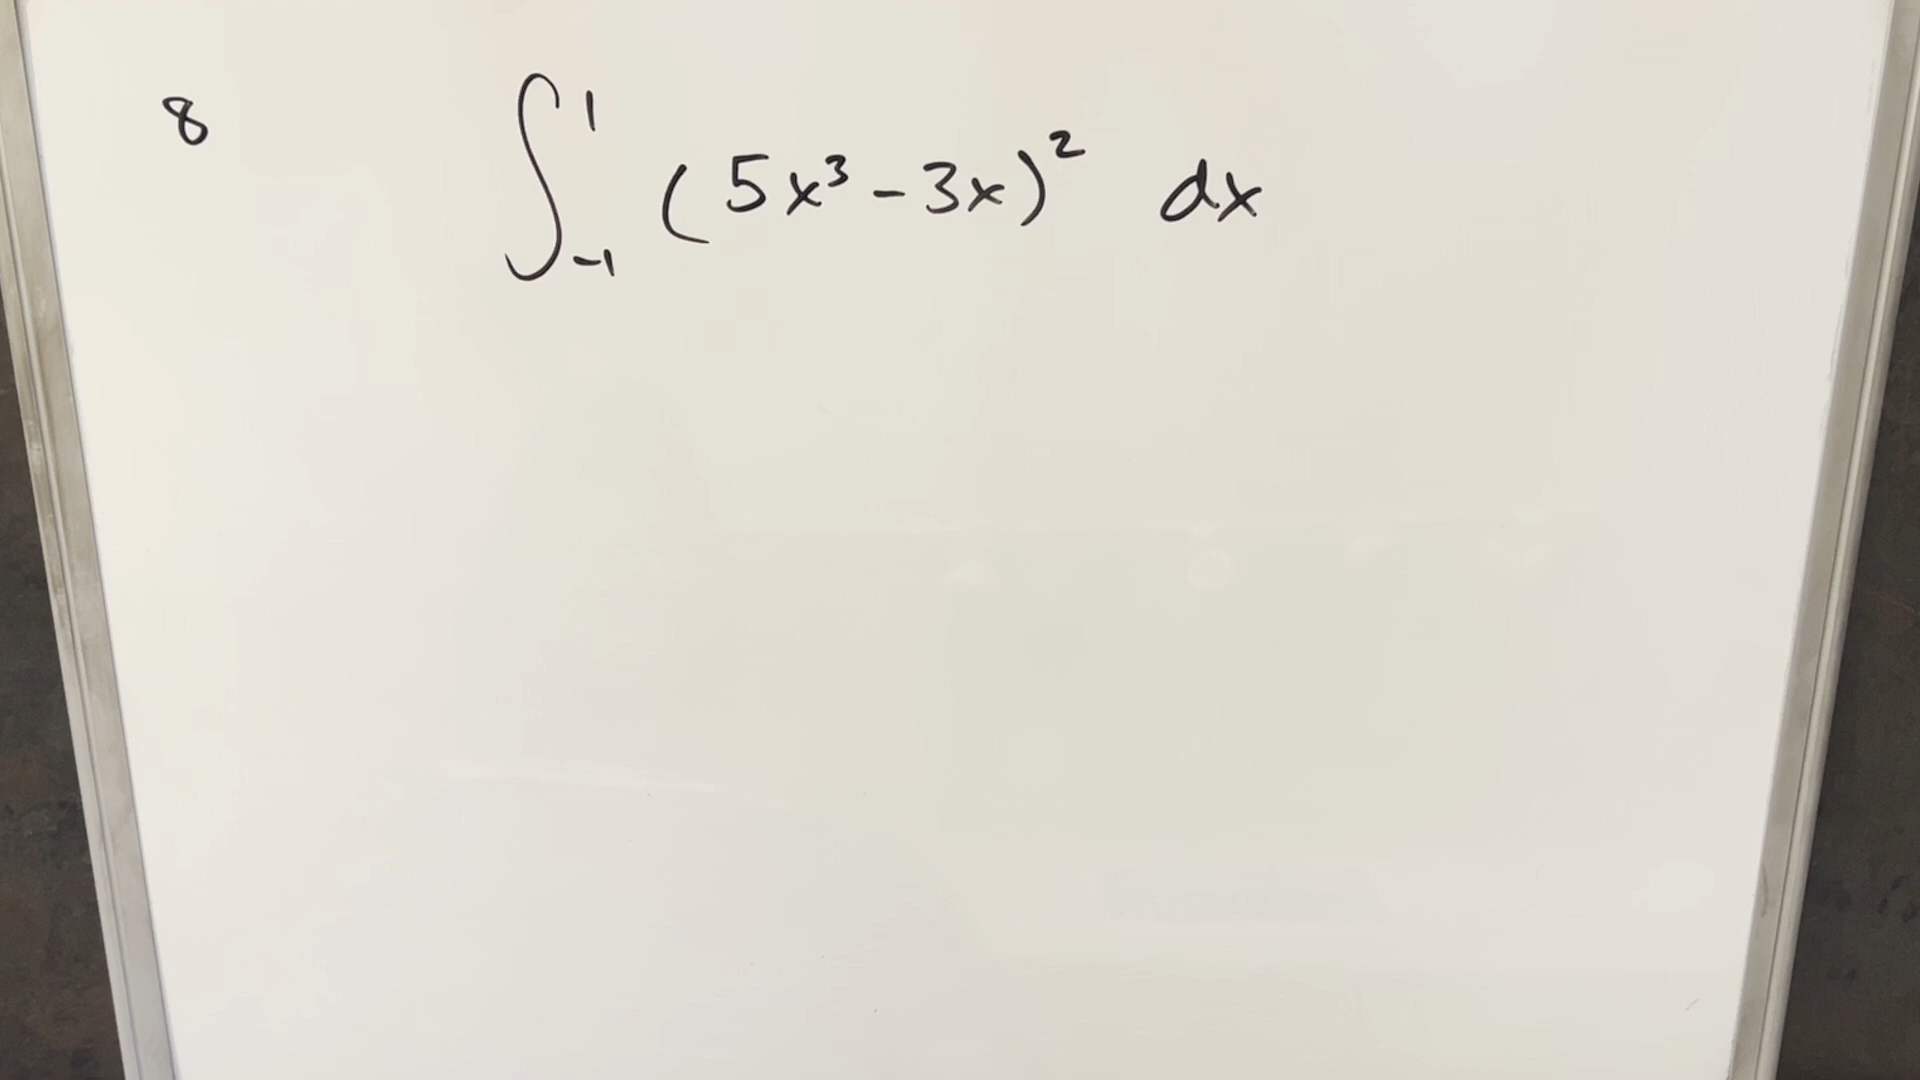 8 ∫₋₁¹ (5x³ - 3x)² dx